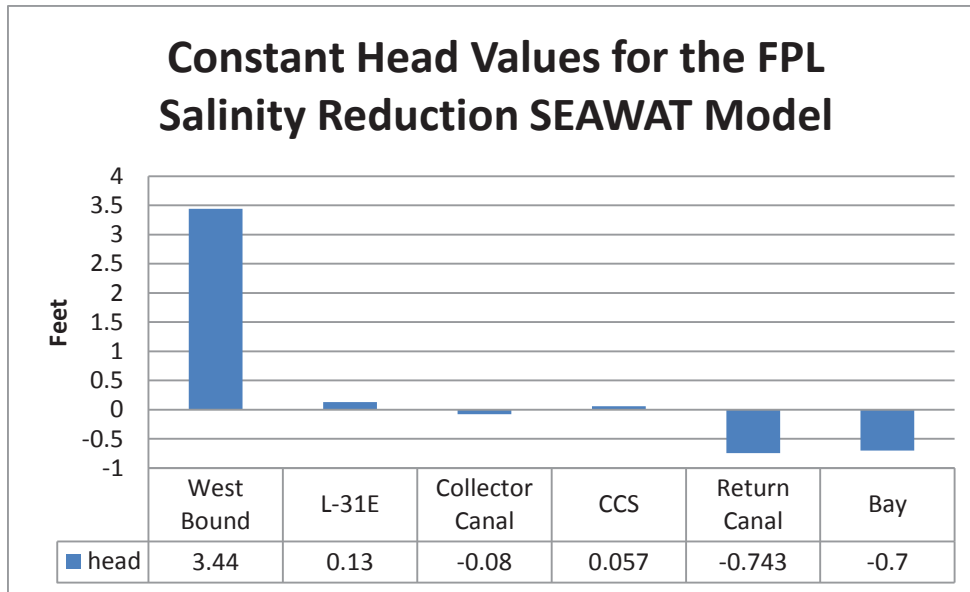 Constant Head Values for the FPL
Salinity Reduction SEAWAT Model
Feet
4
3.5
3
2.5
2
1.5
1
0.5
0
-0.5
-1
West Bound L-31E Collector Canal CCS Return Canal Bay
head 3.44 0.13 -0.08 0.057 -0.743 -0.7